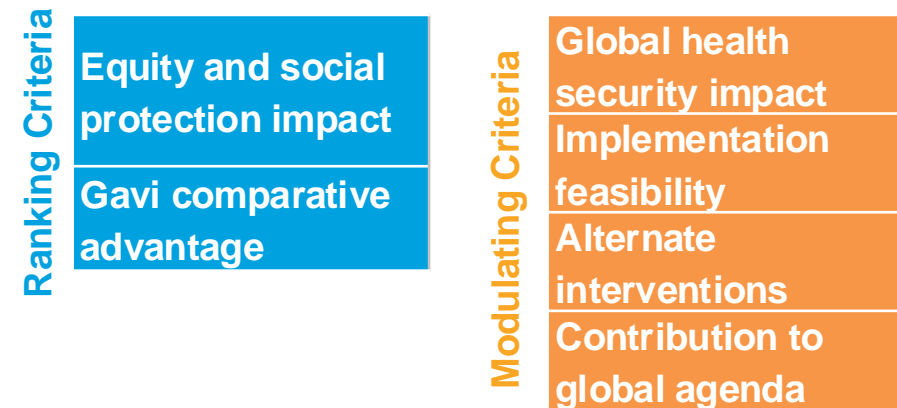 Ranking Criteria
Equity and social
protection impact
Gavi comparative
advantage
Modulating Criteria
Global health
security impact
Implementation
feasibility
Alternate
interventions
Contribution to
global agenda